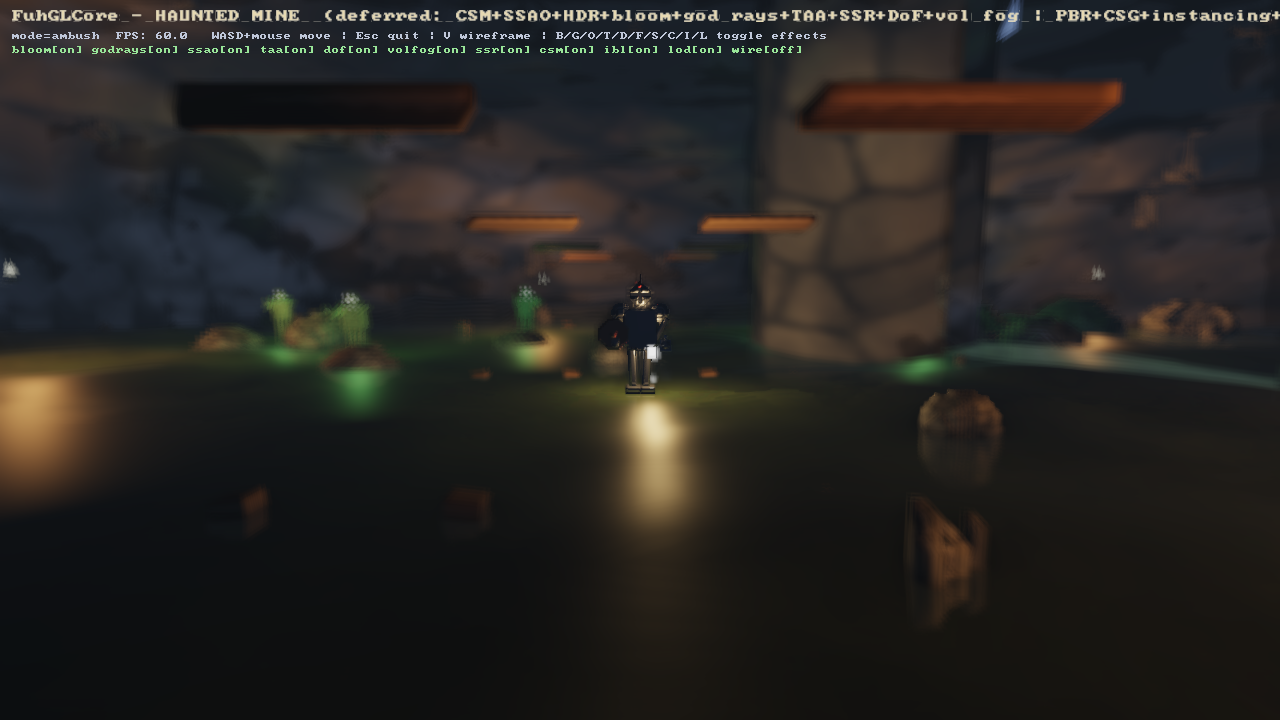 FuhGLCore - HAUNTED MINE (deferred: CSM+SSAO+HDR+bloom+god rays+TAA+SSR+DoF+vol fog | PBR+CSG+instancing+
mode=ambush FPS: 60.0 WASD+mouse move | Esc quit | V wireframe | B/G/O/T/D/F/S/C/I/L toggle effects
bloom[on] godrays[on] ssao[on] taa[on] dof[on] volfog[on] ssr[on] csm[on] ibl[on] lod[on] wire[off]